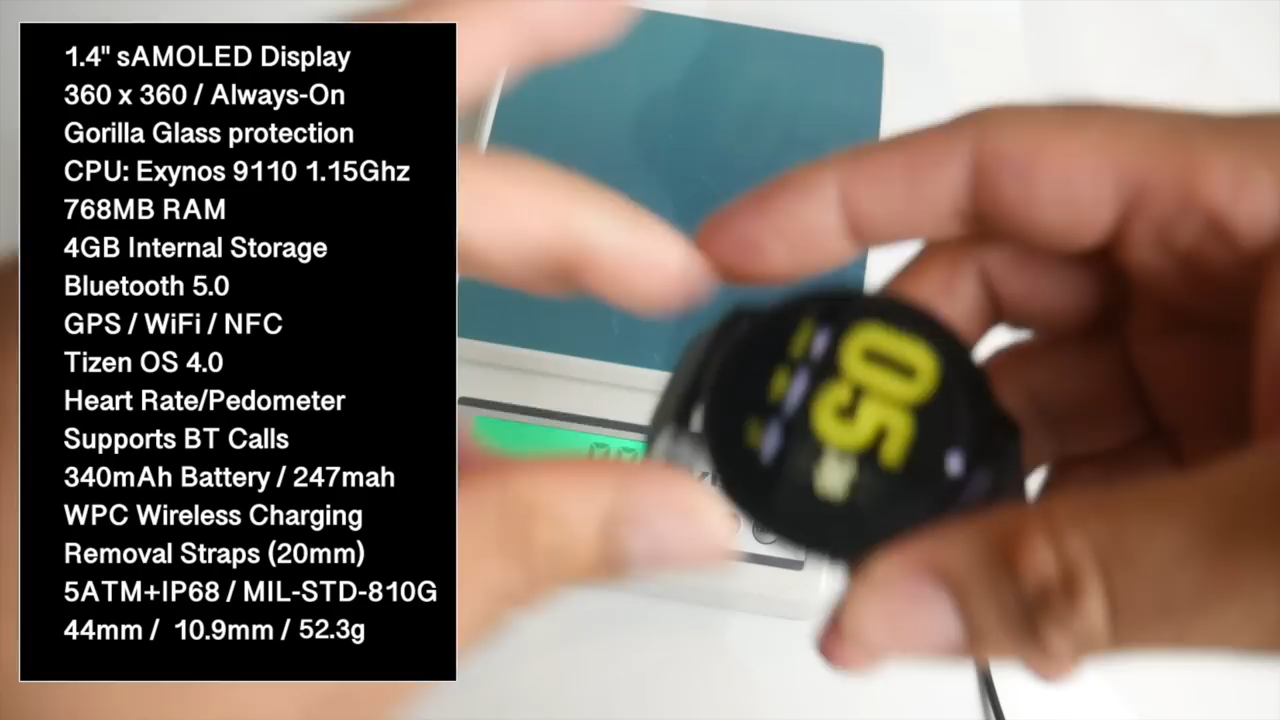 1.4" sAMOLED Display
360 x 360 / Always-On
Gorilla Glass protection
CPU: Exynos 9110 1.15Ghz
768MB RAM
4GB Internal Storage
Bluetooth 5.0
GPS / WiFi / NFC
Tizen OS 4.0
Heart Rate/Pedometer
Supports BT Calls
340mAh Battery / 247mah
WPC Wireless Charging
Removal Straps (20mm)
5ATM+IP68 / MIL-STD-810G
44mm /  10.9mm / 52.3g
05